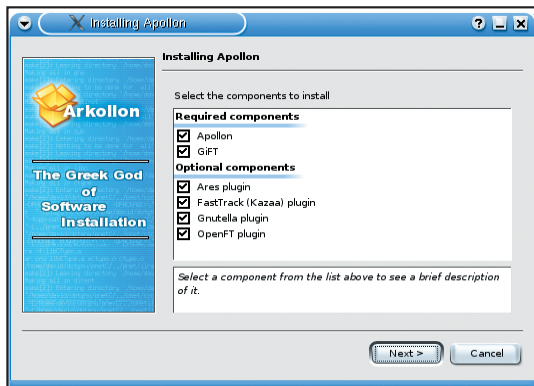 Installing Apollon
Installing Apollon
Arkollon
The Greek God
of
Software
Installation
Select the components to install
Required components
Apollon
GiFT
Optional components
Ares plugin
FastTrack (Kazaa) plugin
Gnutella plugin
OpenFT plugin
Select a component from the list above to see a brief description
of it.
Next >
Cancel